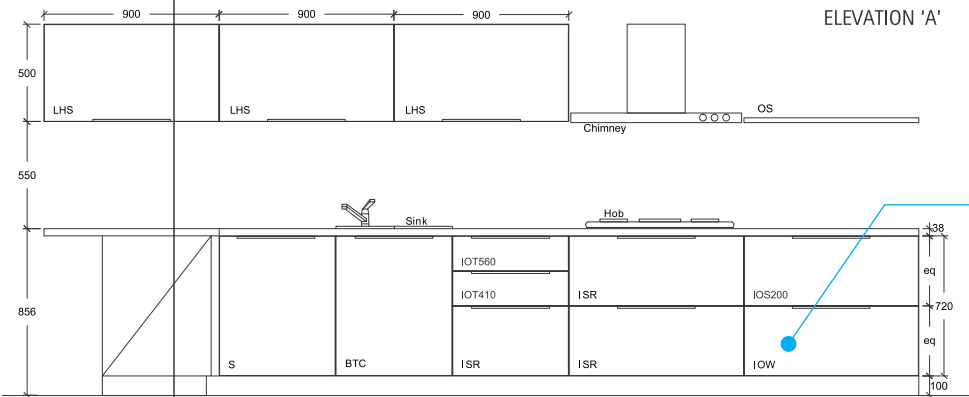 ELEVATION 'A'
900 900 900
500
LHS LHS LHS
OS
Chimney
550
Sink
Hob
38
IOT560
eq
IOT410 ISR IOS200
720
856
eq
S BTC ISR ISR IOW
100